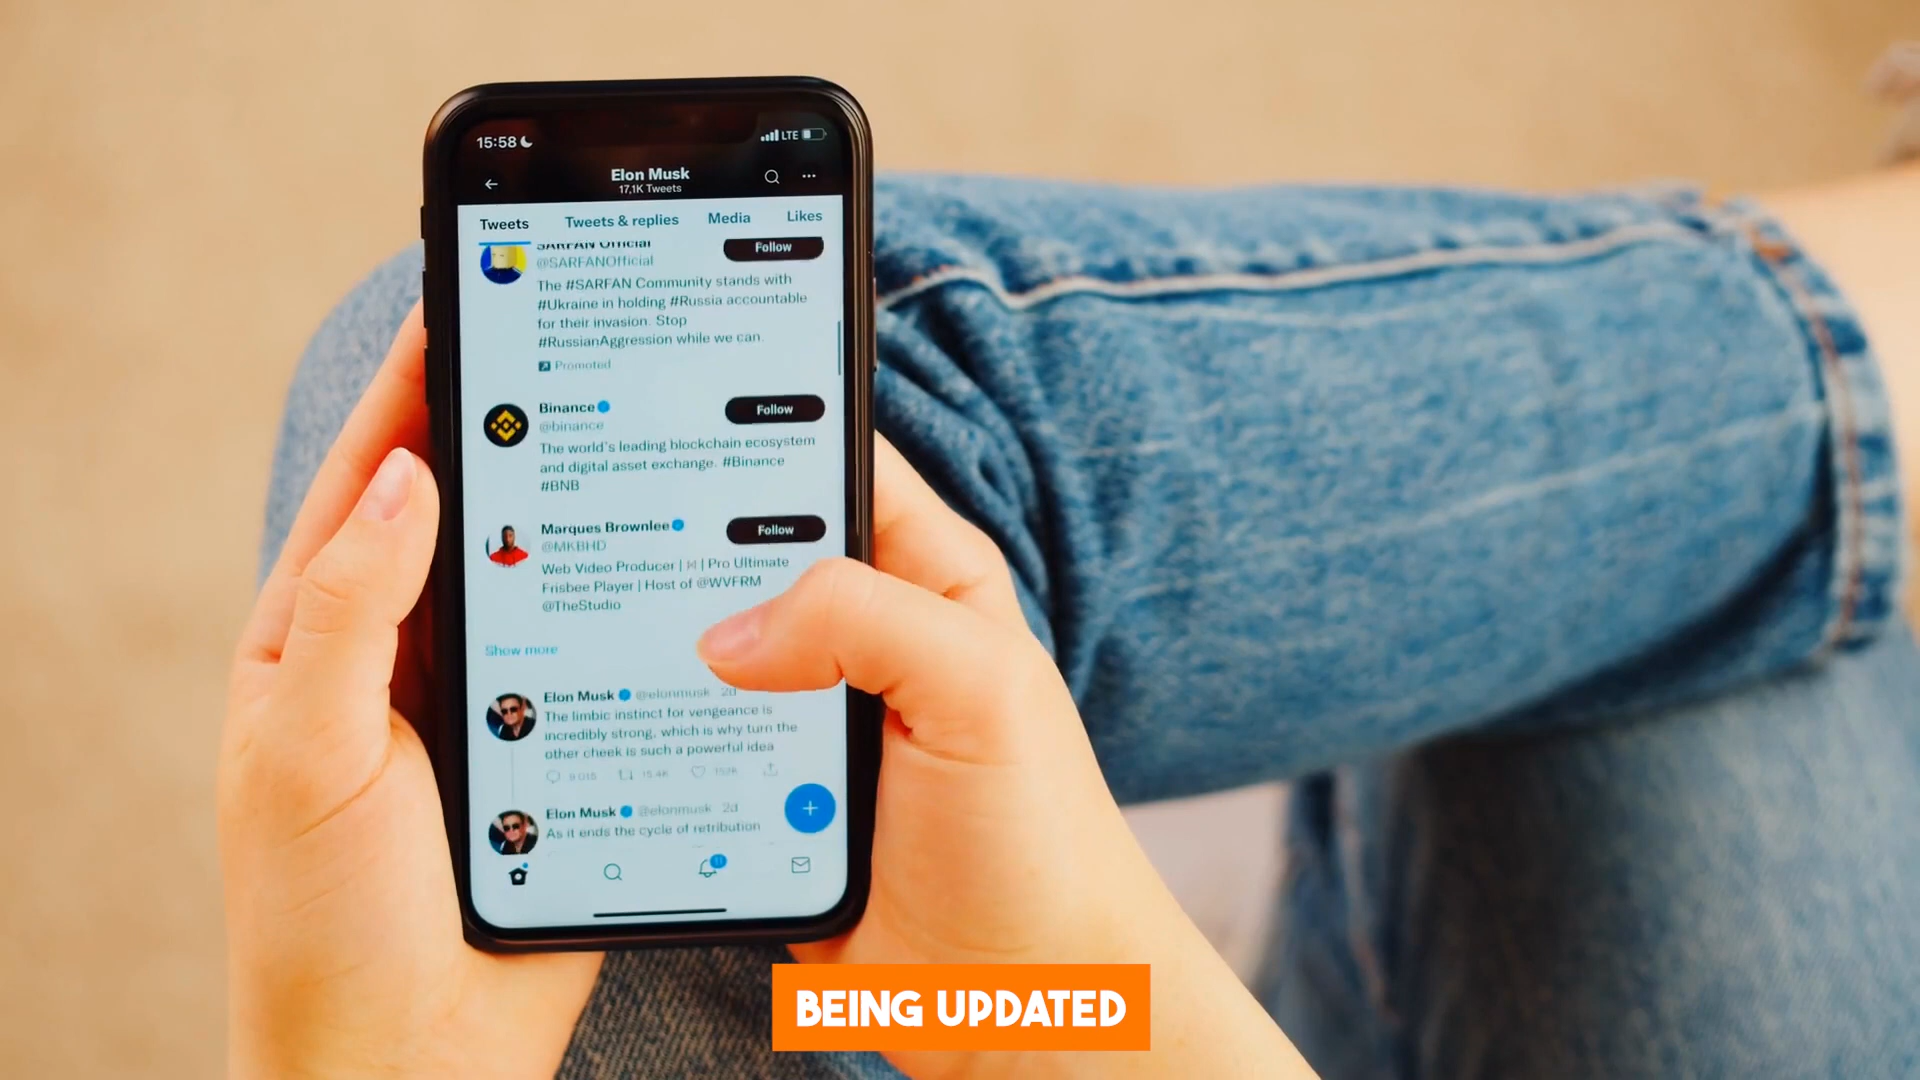 15:58
LTE
Elon Musk
17,1K Tweets
Tweets Tweets & replies Media Likes
SARFAN Official
Follow
@SARFANOfficial
The #SARFAN Community stands with
#Ukraine in holding #Russia accountable
for their invasion. Stop
#RussianAggression while we can.
Promoted
Binance
Follow
@binance
The world's leading blockchain ecosystem
and digital asset exchange. #Binance
#BNB
Marques Brownlee
Follow
@MKBHD
Web Video Producer | | Pro Ultimate
Frisbee Player | Host of @WVFRM
@TheStudio
Show more
Elon Musk @elonmusk 2d
The limbic instinct for vengeance is
incredibly strong, which is why turn the
other cheek is such a powerful idea
15.4K
Elon Musk @elonmusk 2d
As it ends the cycle of retribution
BEING UPDATED